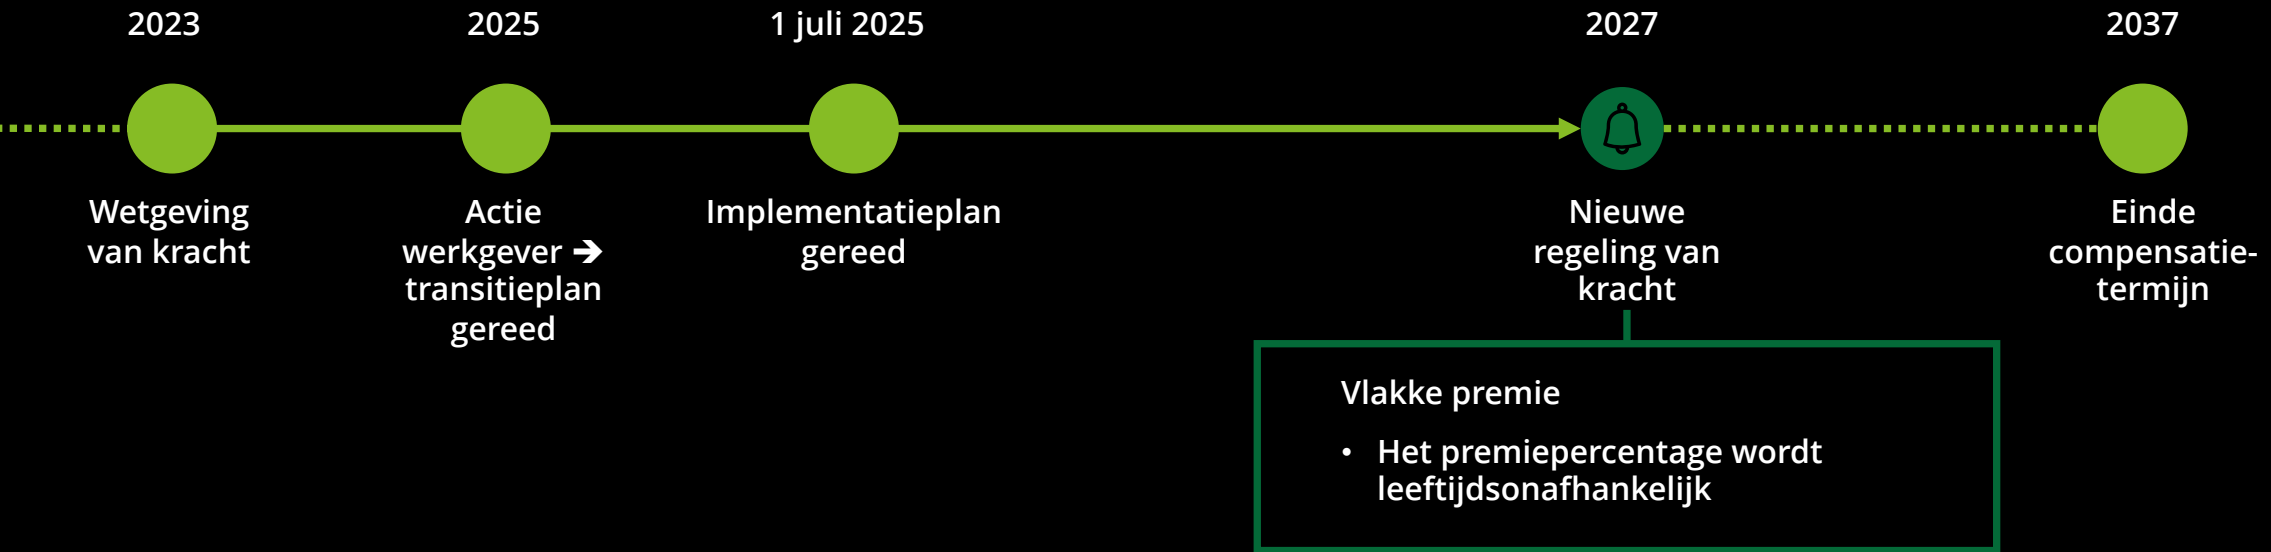 2023
2025
1 juli 2025
2027
2037
Wetgeving
van kracht
Actie
werkgever ➔
transitieplan
gereed
Implementatieplan
gereed
Nieuwe
regeling van
kracht
Einde
compensatie-
termijn
Vlakke premie
• Het premiepercentage wordt
leeftijdsonafhankelijk